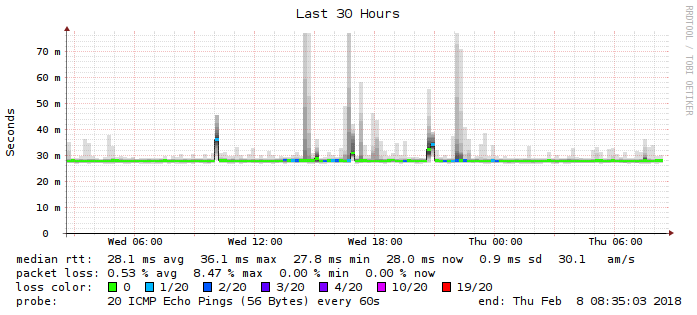 Last 30 Hours
RRDTOOL / TOBI OETIKER
Seconds
70 m
60 m
50 m
40 m
30 m
20 m
10 m
0
Wed 06:00 Wed 12:00 Wed 18:00 Thu 00:00 Thu 06:00
median rtt: 28.1 ms avg 36.1 ms max 27.8 ms min 28.0 ms now 0.9 ms sd 30.1 am/s
packet loss: 0.53 % avg 8.47 % max 0.00 % min 0.00 % now
loss color: 0 1/20 2/20 3/20 4/20 10/20 19/20
probe: 20 ICMP Echo Pings (56 Bytes) every 60s end: Thu Feb 8 08:35:03 2018